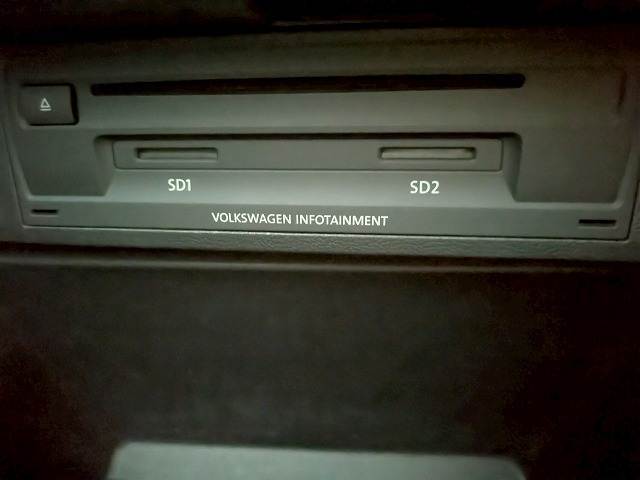 SD1 SD2
VOLKSWAGEN INFOTAINMENT